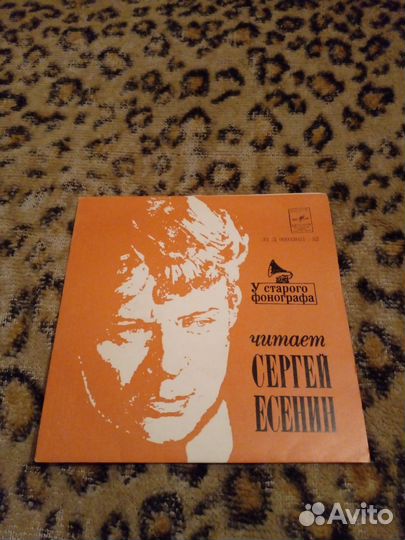 У старого
фонографа
читает
СЕРГЕЙ
ЕСЕНИН
Avito